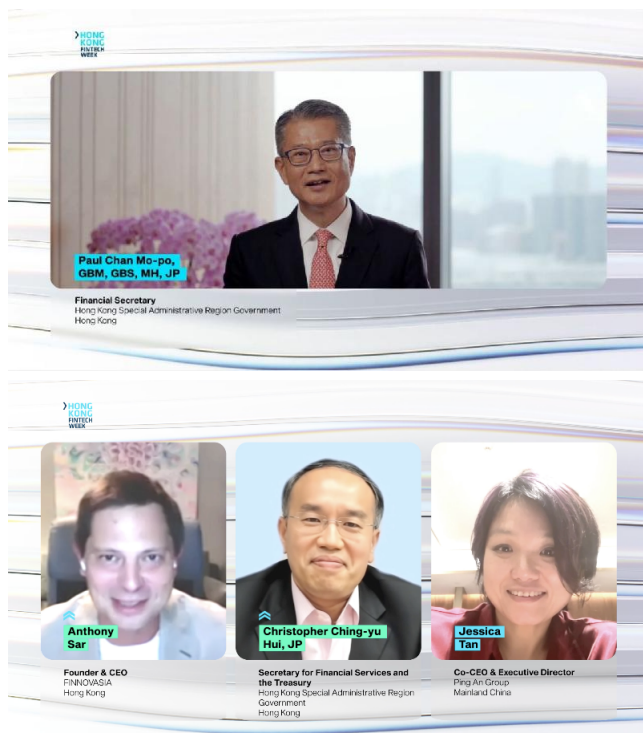 HONG
KONG
FINTECH
WEEK
Paul Chan Mo-po,
GBM, GBS, MH, JP
Financial Secretary
Hong Kong Special Administrative Region Government
Hong Kong
HONG
KONG
FINTECH
WEEK
Anthony
Sar
Founder & CEO
FINNOVASIA
Hong Kong
Christopher Ching-yu
Hui, JP
Secretary for Financial Services and
the Treasury
Hong Kong Special Administrative Region
Government
Hong Kong
Jessica
Tan
Co-CEO & Executive Director
Ping An Group
Mainland China